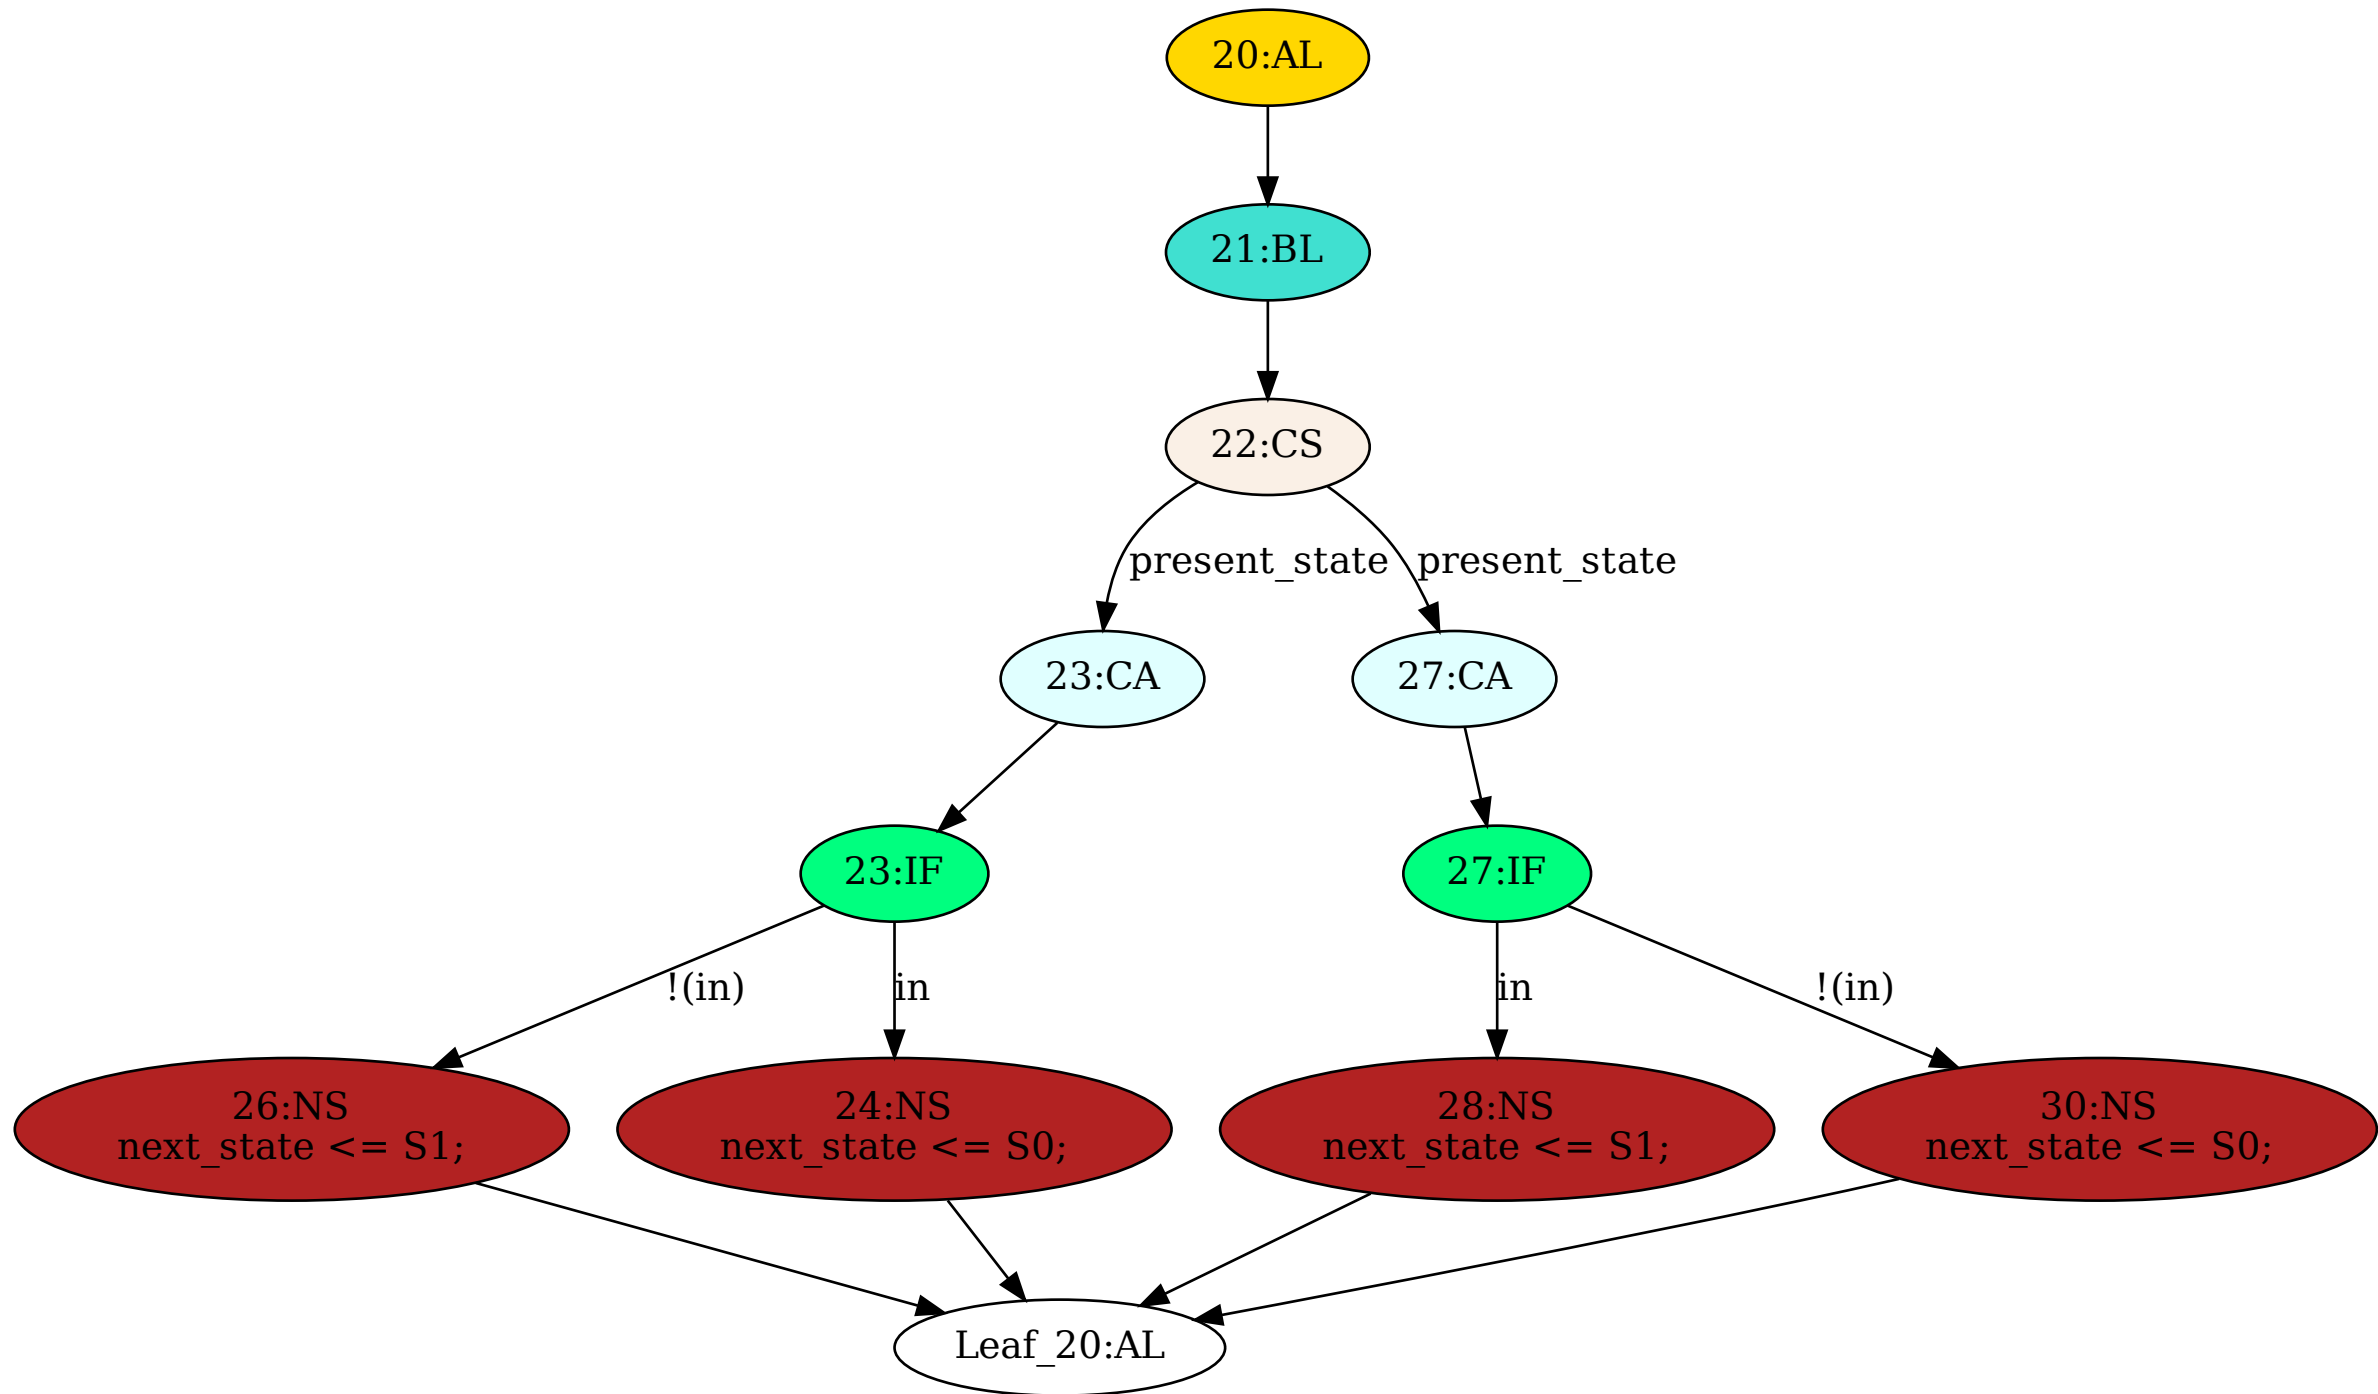 20:AL
21:BL
22:CS
present_state
present_state
23:CA
27:CA
23:IF
27:IF
!(in)
in
in
!(in)
26:NS
next_state <= S1;
24:NS
next_state <= S0;
28:NS
next_state <= S1;
30:NS
next_state <= S0;
Leaf_20:AL